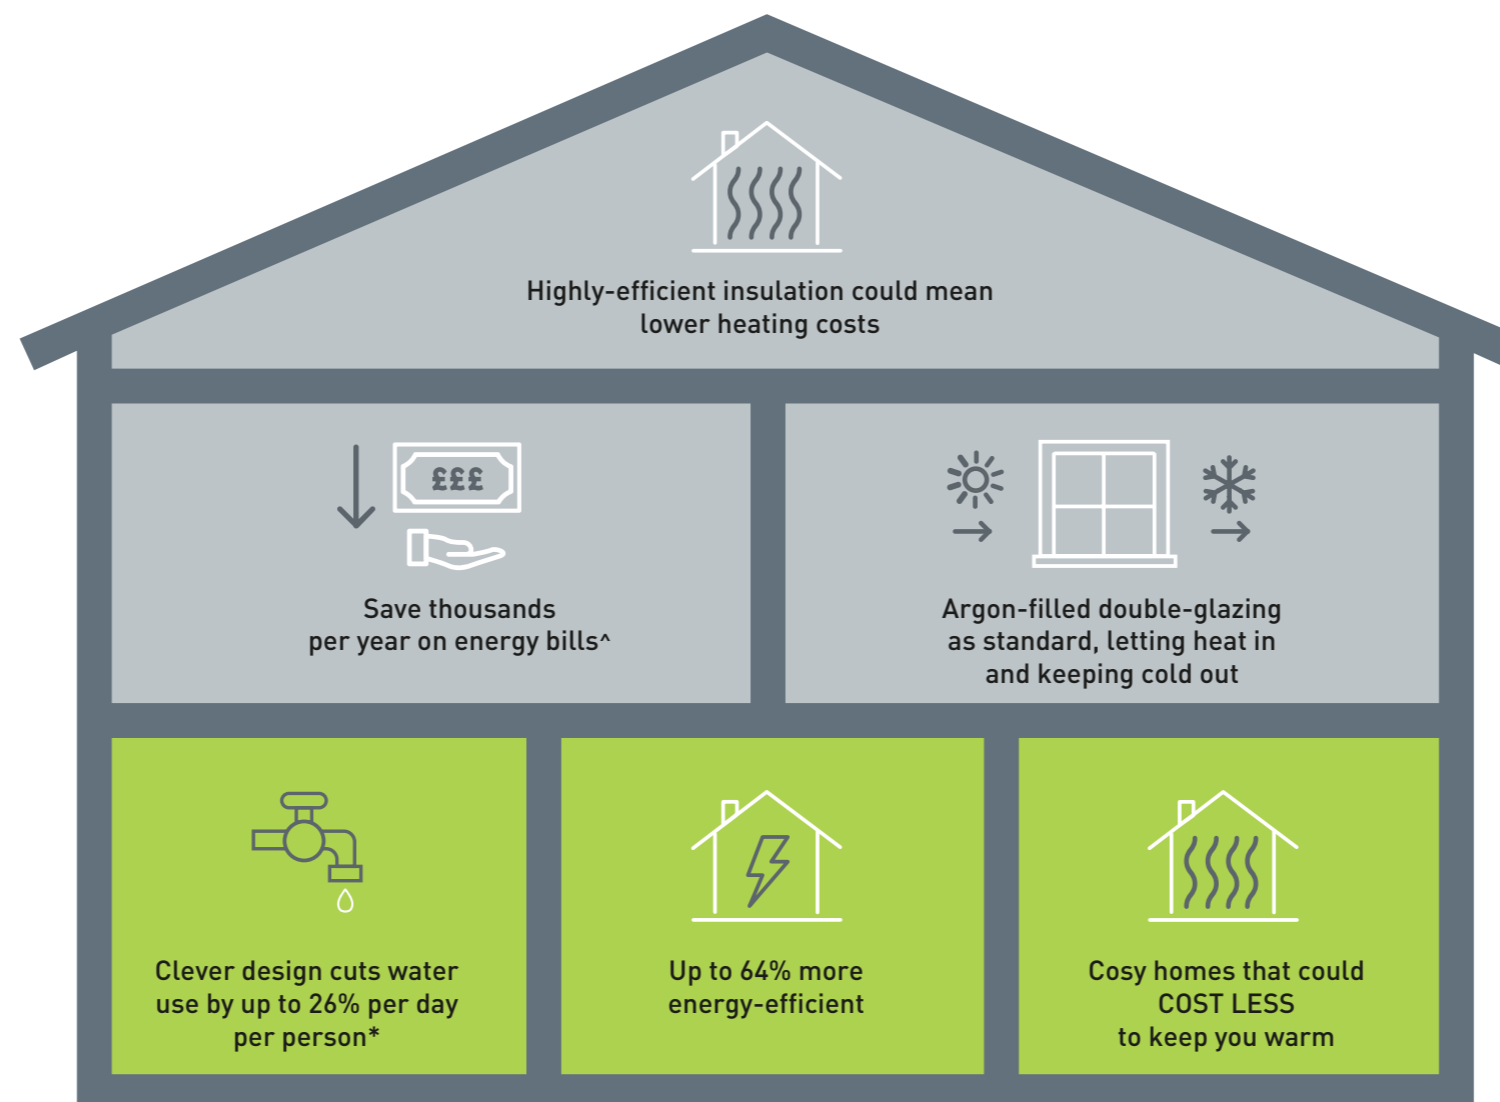 Highly-efficient insulation could mean
lower heating costs
£££
Save thousands
per year on energy bills^
Argon-filled double-glazing
as standard, letting heat in
and keeping cold out
Clever design cuts water
use by up to 26% per day
per person*
Up to 64% more
energy-efficient
Cosy homes that could
COST LESS
to keep you warm